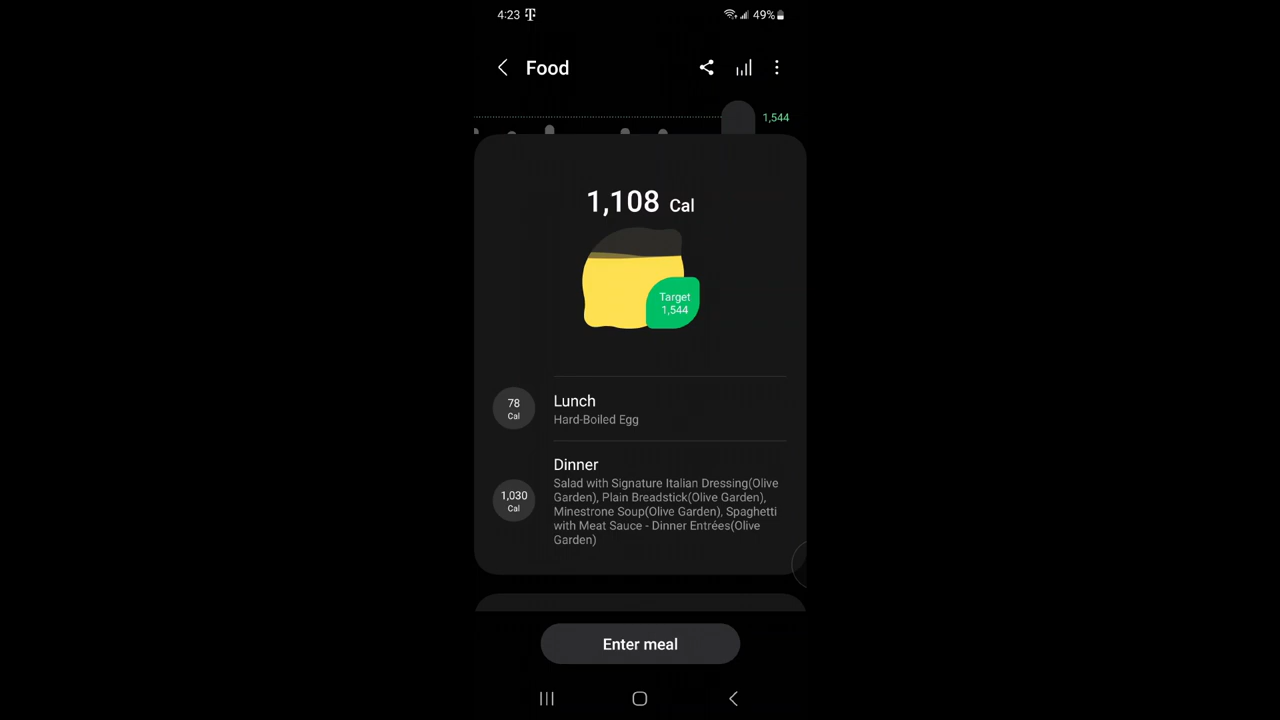 4:23
49%
Food
1,544
1,108 Cal
Target
1,544
78
Cal
Lunch
Hard-Boiled Egg
1,030
Cal
Dinner
Salad with Signature Italian Dressing(Olive
Garden), Plain Breadstick(Olive Garden),
Minestrone Soup(Olive Garden), Spaghetti
with Meat Sauce - Dinner Entrées(Olive
Garden)
Enter meal